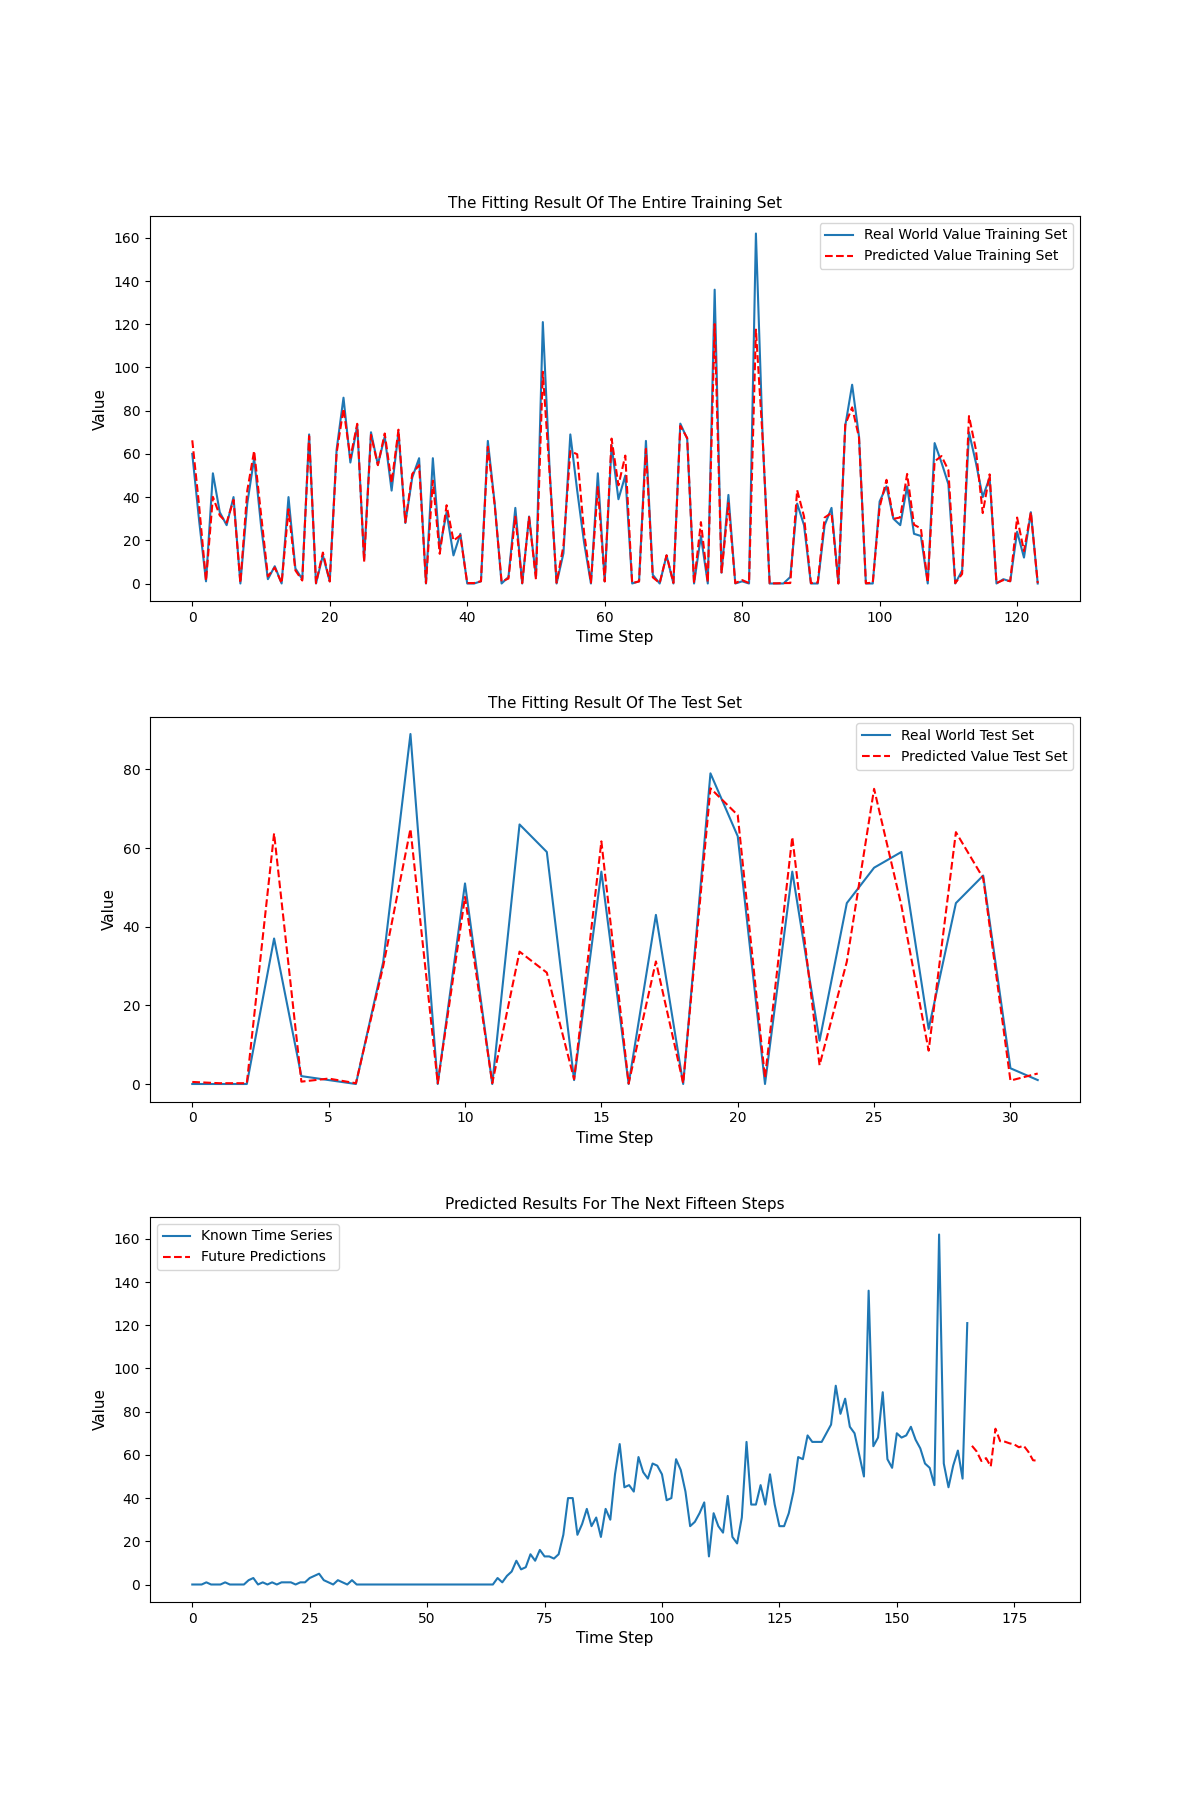 The Fitting Result Of The Entire Training Set
Real World Value Training Set
Predicted Value Training Set
160
140
120
100
80
60
40
20
0
Value
0 20 40 60 80 100 120
Time Step
The Fitting Result Of The Test Set
Real World Test Set
Predicted Value Test Set
80
60
40
20
0
Value
0 5 10 15 20 25 30
Time Step
Predicted Results For The Next Fifteen Steps
Known Time Series
Future Predictions
160
140
120
100
80
60
40
20
0
Value
0 25 50 75 100 125 150 175
Time Step